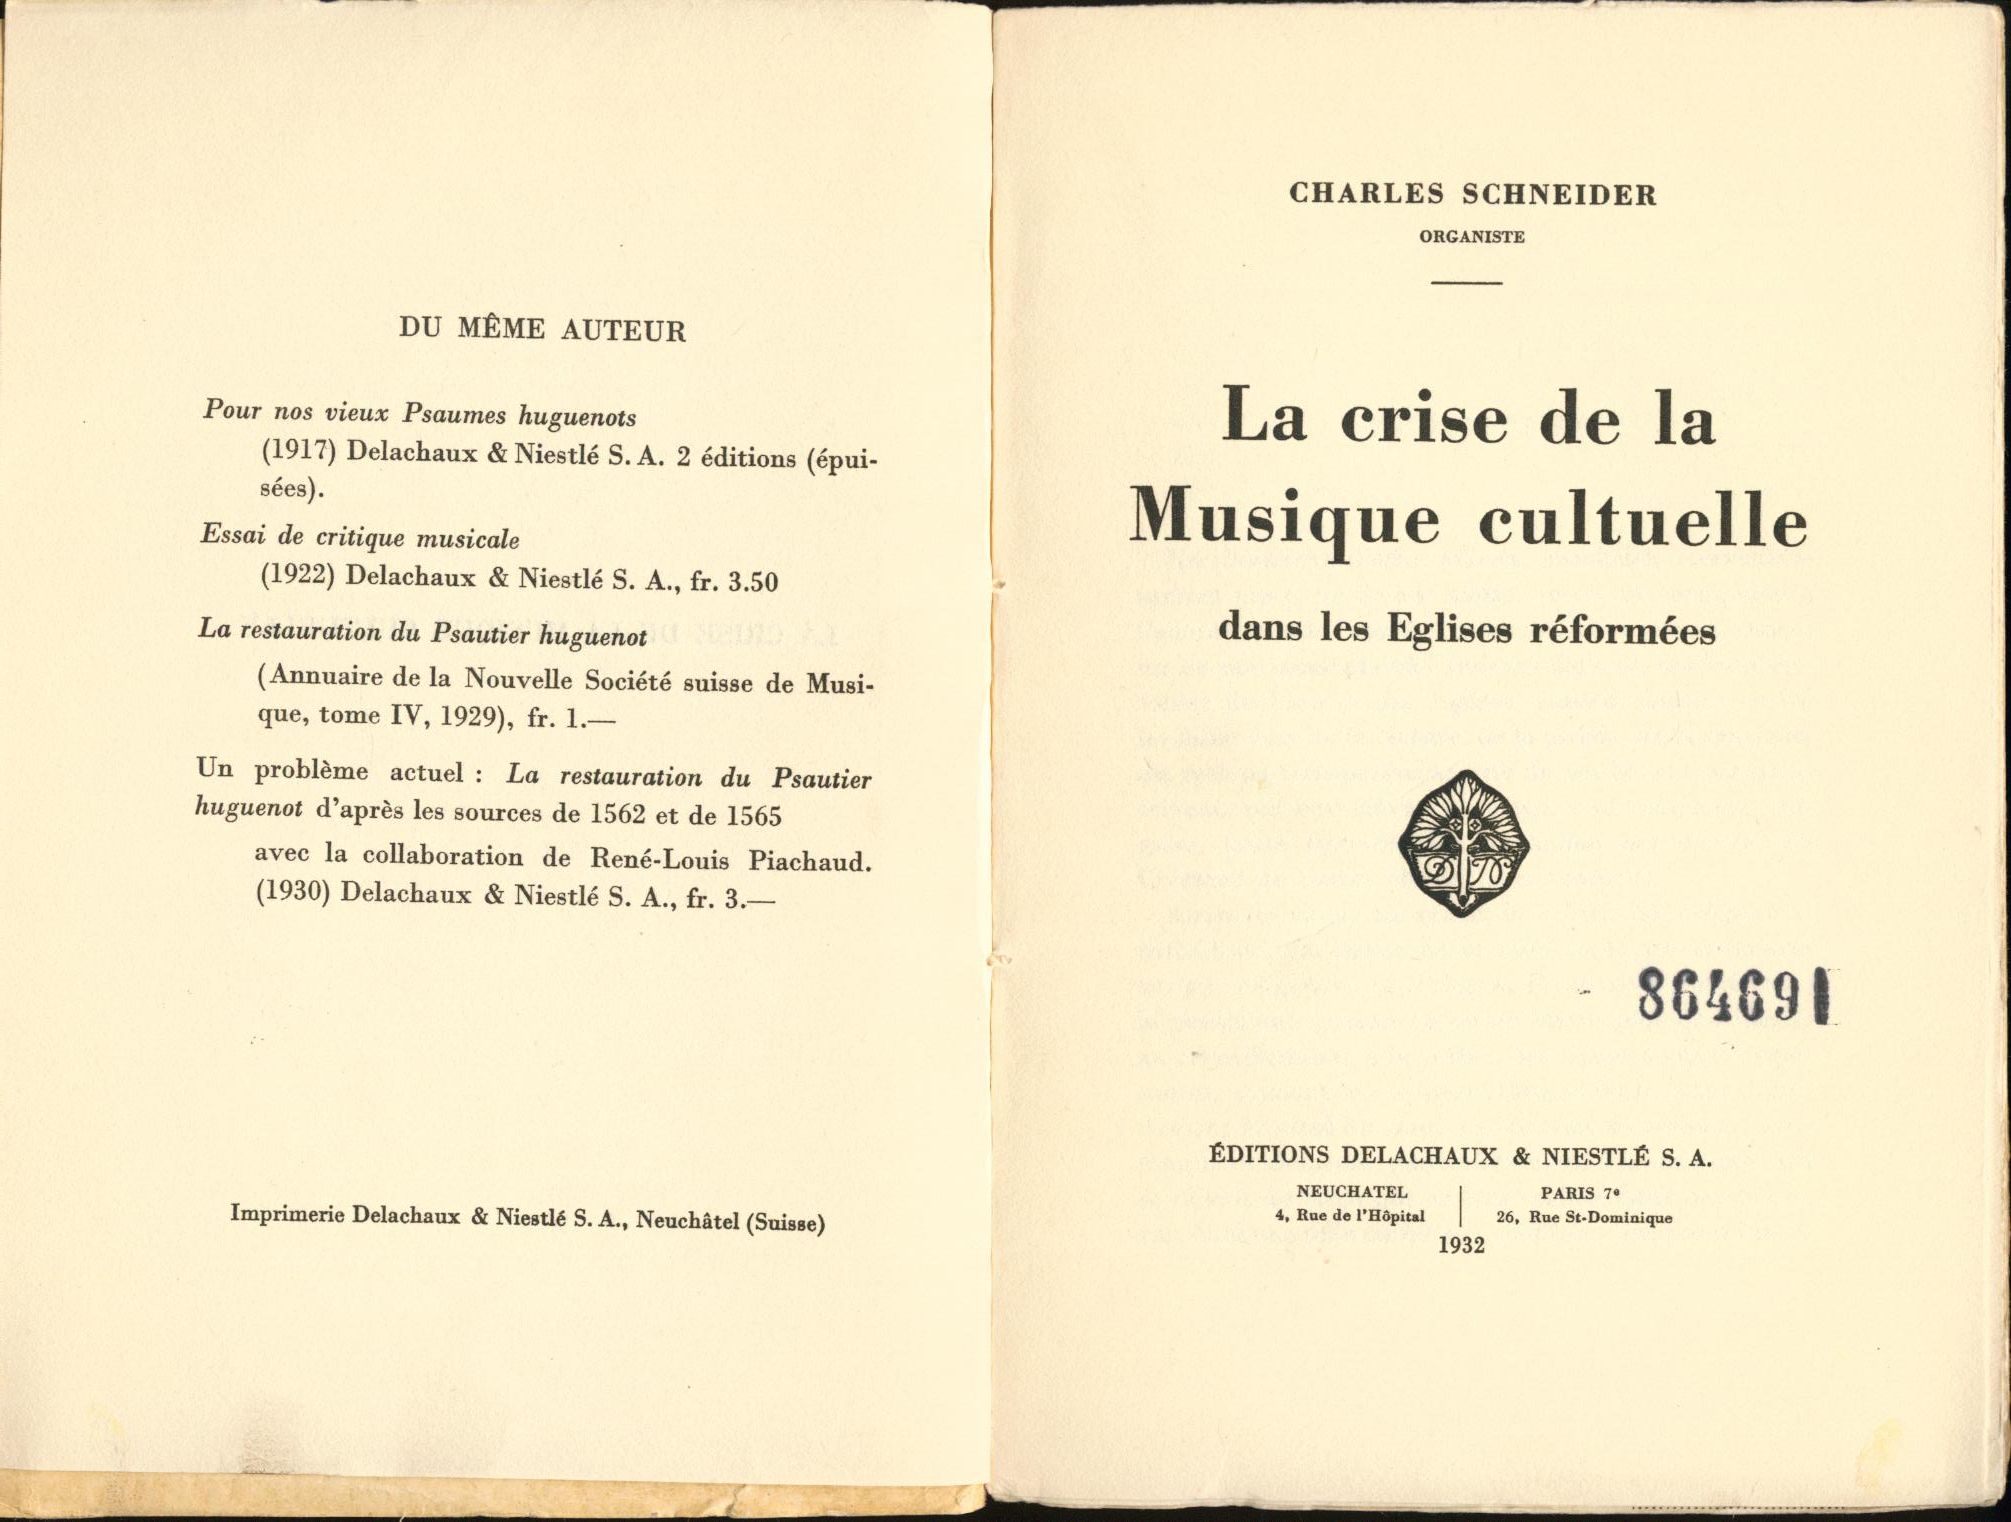 DU MÊME AUTEUR
Pour nos vieux Psaumes huguenots
(1917) Delachaux & Niestlé S. A. 2 éditions (épui-
sées).
Essai de critique musicale
(1922) Delachaux & Niestlé S. A., fr. 3.50
La restauration du Psautier huguenot
(Annuaire de la Nouvelle Société suisse de Musi-
que, tome IV, 1929), fr. 1.—
Un problème actuel : La restauration du Psautier
huguenot d'après les sources de 1562 et de 1565
avec la collaboration de René-Louis Piachaud.
(1930) Delachaux & Niestlé S. A., fr. 3.—
Imprimerie Delachaux & Niestlé S. A., Neuchâtel (Suisse)
CHARLES SCHNEIDER
ORGANISTE
La crise de la
Musique cultuelle
dans les Eglises réformées
D N
864691
ÉDITIONS DELACHAUX & NIESTLÉ S. A.
NEUCHATEL
4, Rue de l'Hôpital
PARIS 7e
26, Rue St-Dominique
1932